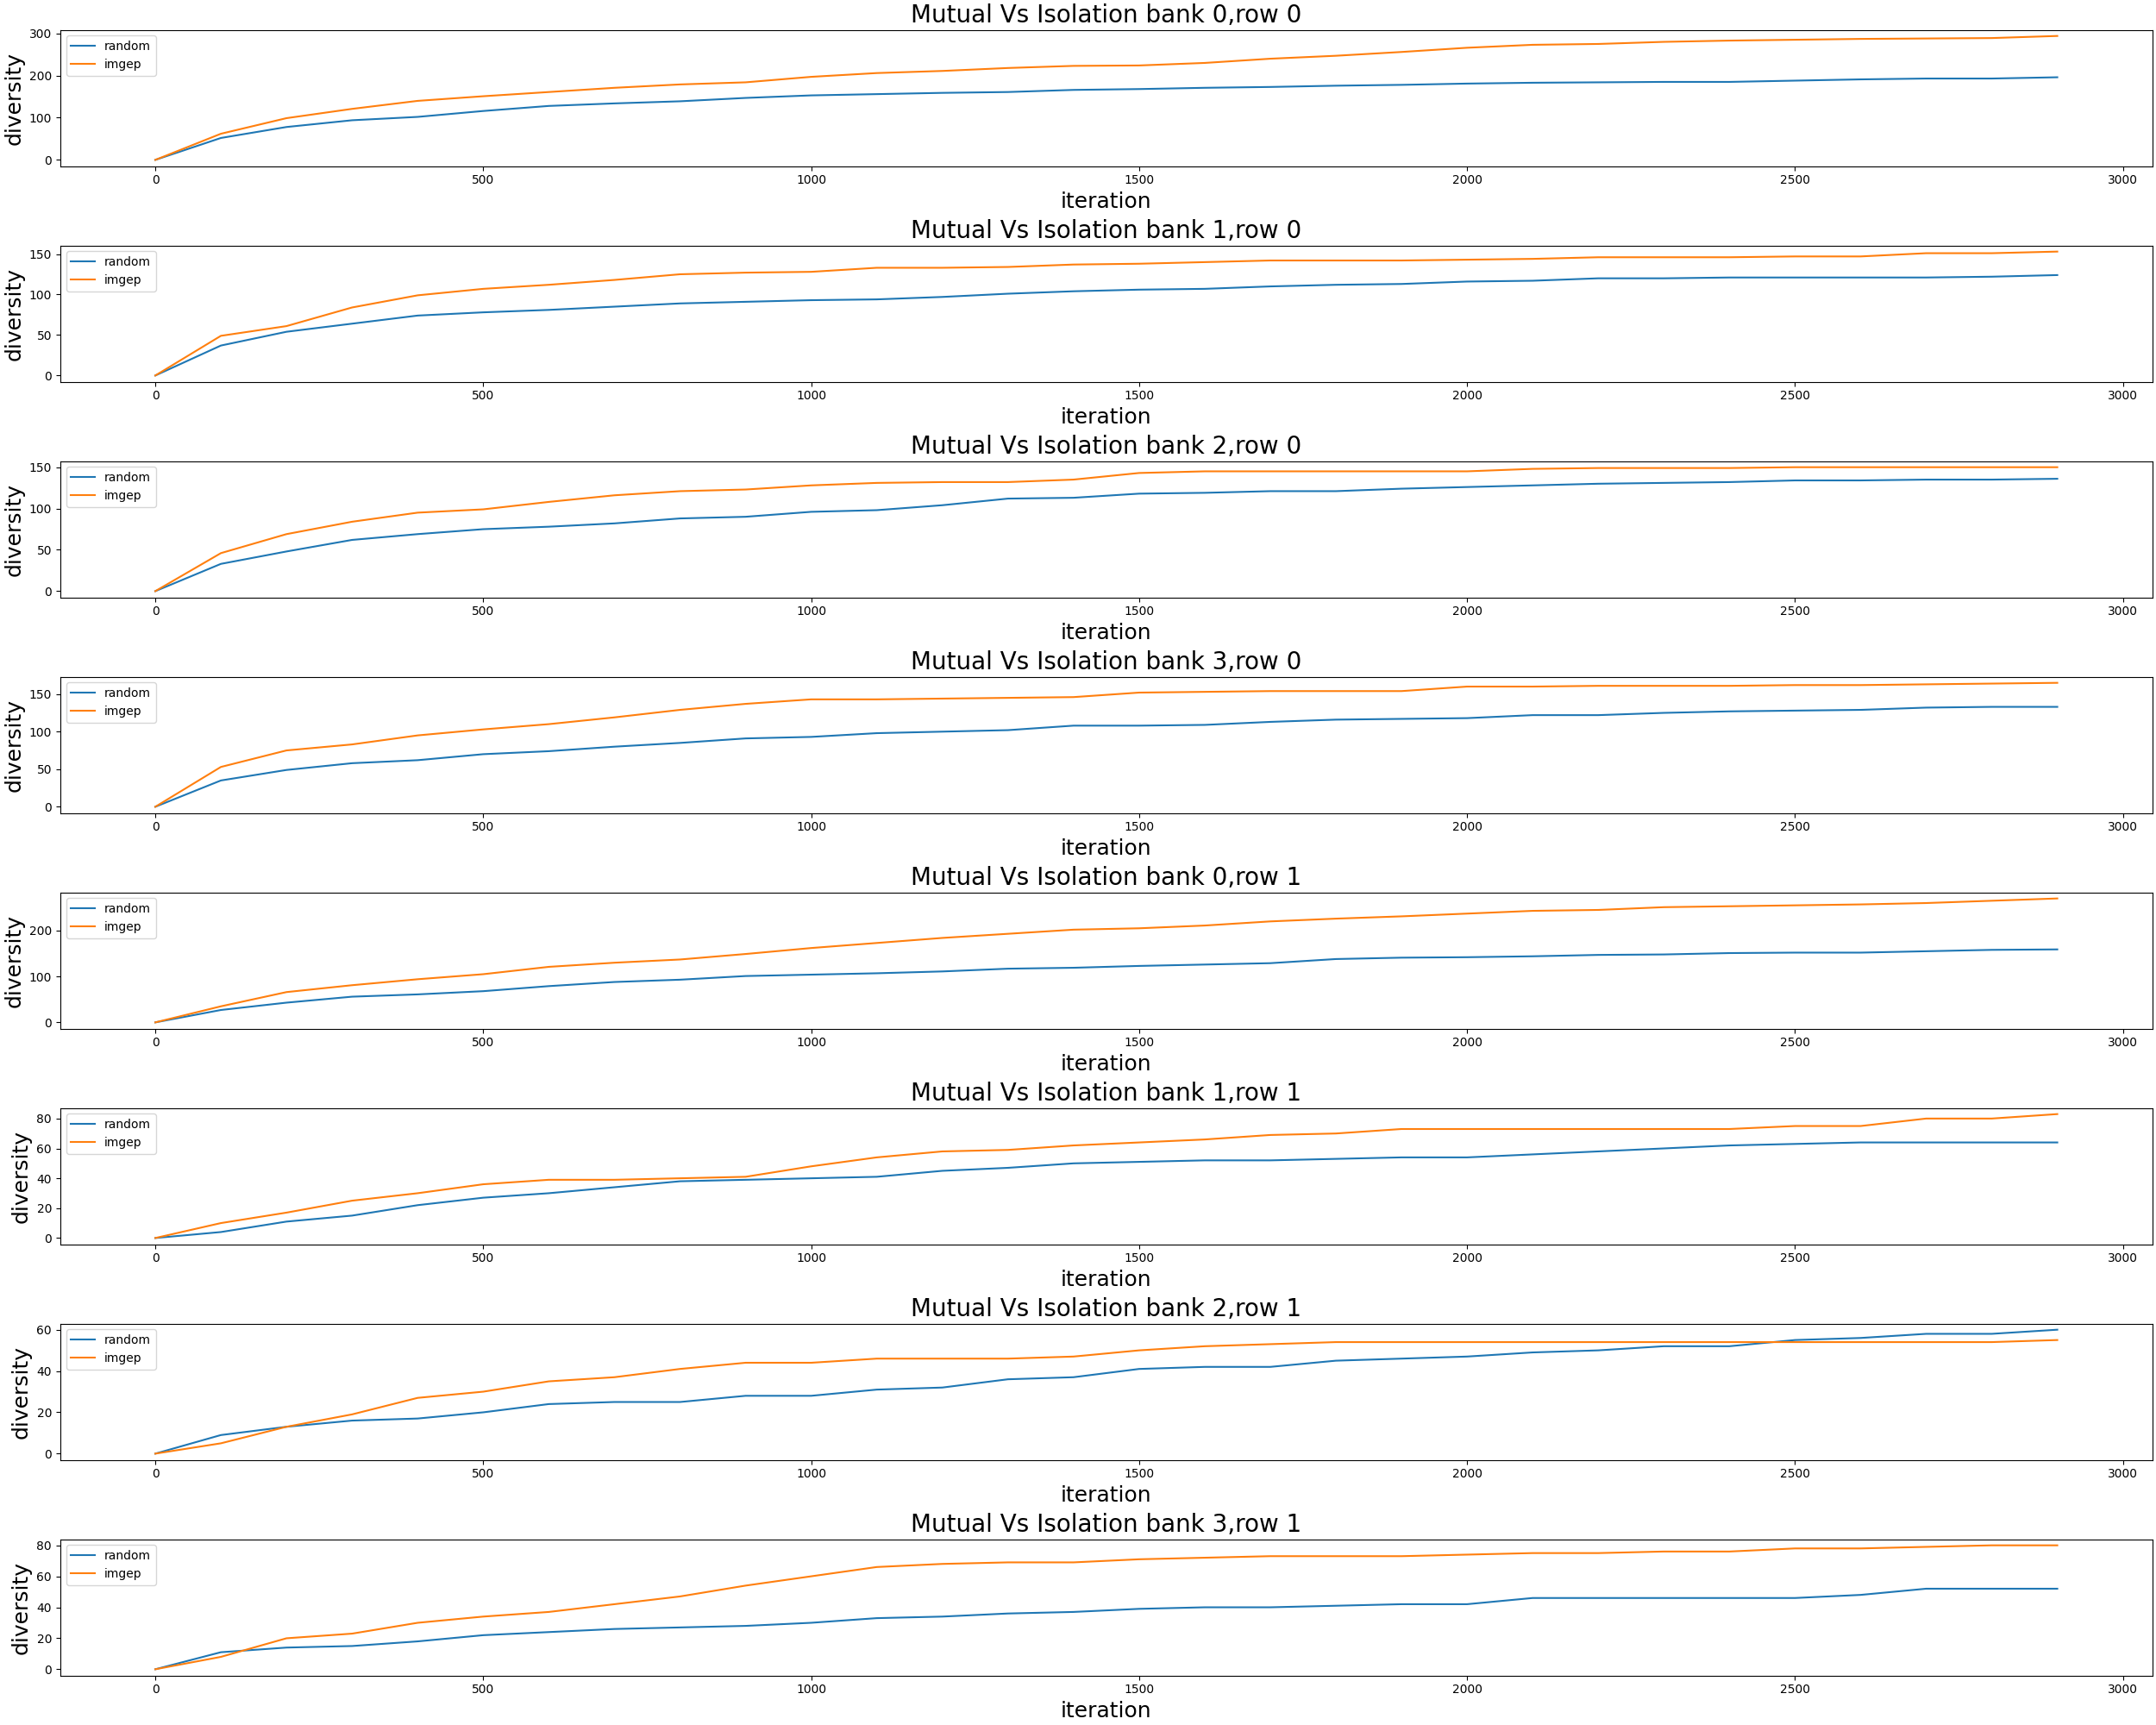 Mutual Vs Isolation bank 0,row 0
300
200
100
0
diversity
random
imgep
0 500 1000 1500 2000 2500 3000
iteration
Mutual Vs Isolation bank 1,row 0
150
100
50
0
diversity
random
imgep
0 500 1000 1500 2000 2500 3000
iteration
Mutual Vs Isolation bank 2,row 0
150
100
50
0
diversity
random
imgep
0 500 1000 1500 2000 2500 3000
iteration
Mutual Vs Isolation bank 3,row 0
150
100
50
0
diversity
random
imgep
0 500 1000 1500 2000 2500 3000
iteration
Mutual Vs Isolation bank 0,row 1
200
100
0
diversity
random
imgep
0 500 1000 1500 2000 2500 3000
iteration
Mutual Vs Isolation bank 1,row 1
80
60
40
20
0
diversity
random
imgep
0 500 1000 1500 2000 2500 3000
iteration
Mutual Vs Isolation bank 2,row 1
60
40
20
0
diversity
random
imgep
0 500 1000 1500 2000 2500 3000
iteration
Mutual Vs Isolation bank 3,row 1
80
60
40
20
0
diversity
random
imgep
0 500 1000 1500 2000 2500 3000
iteration